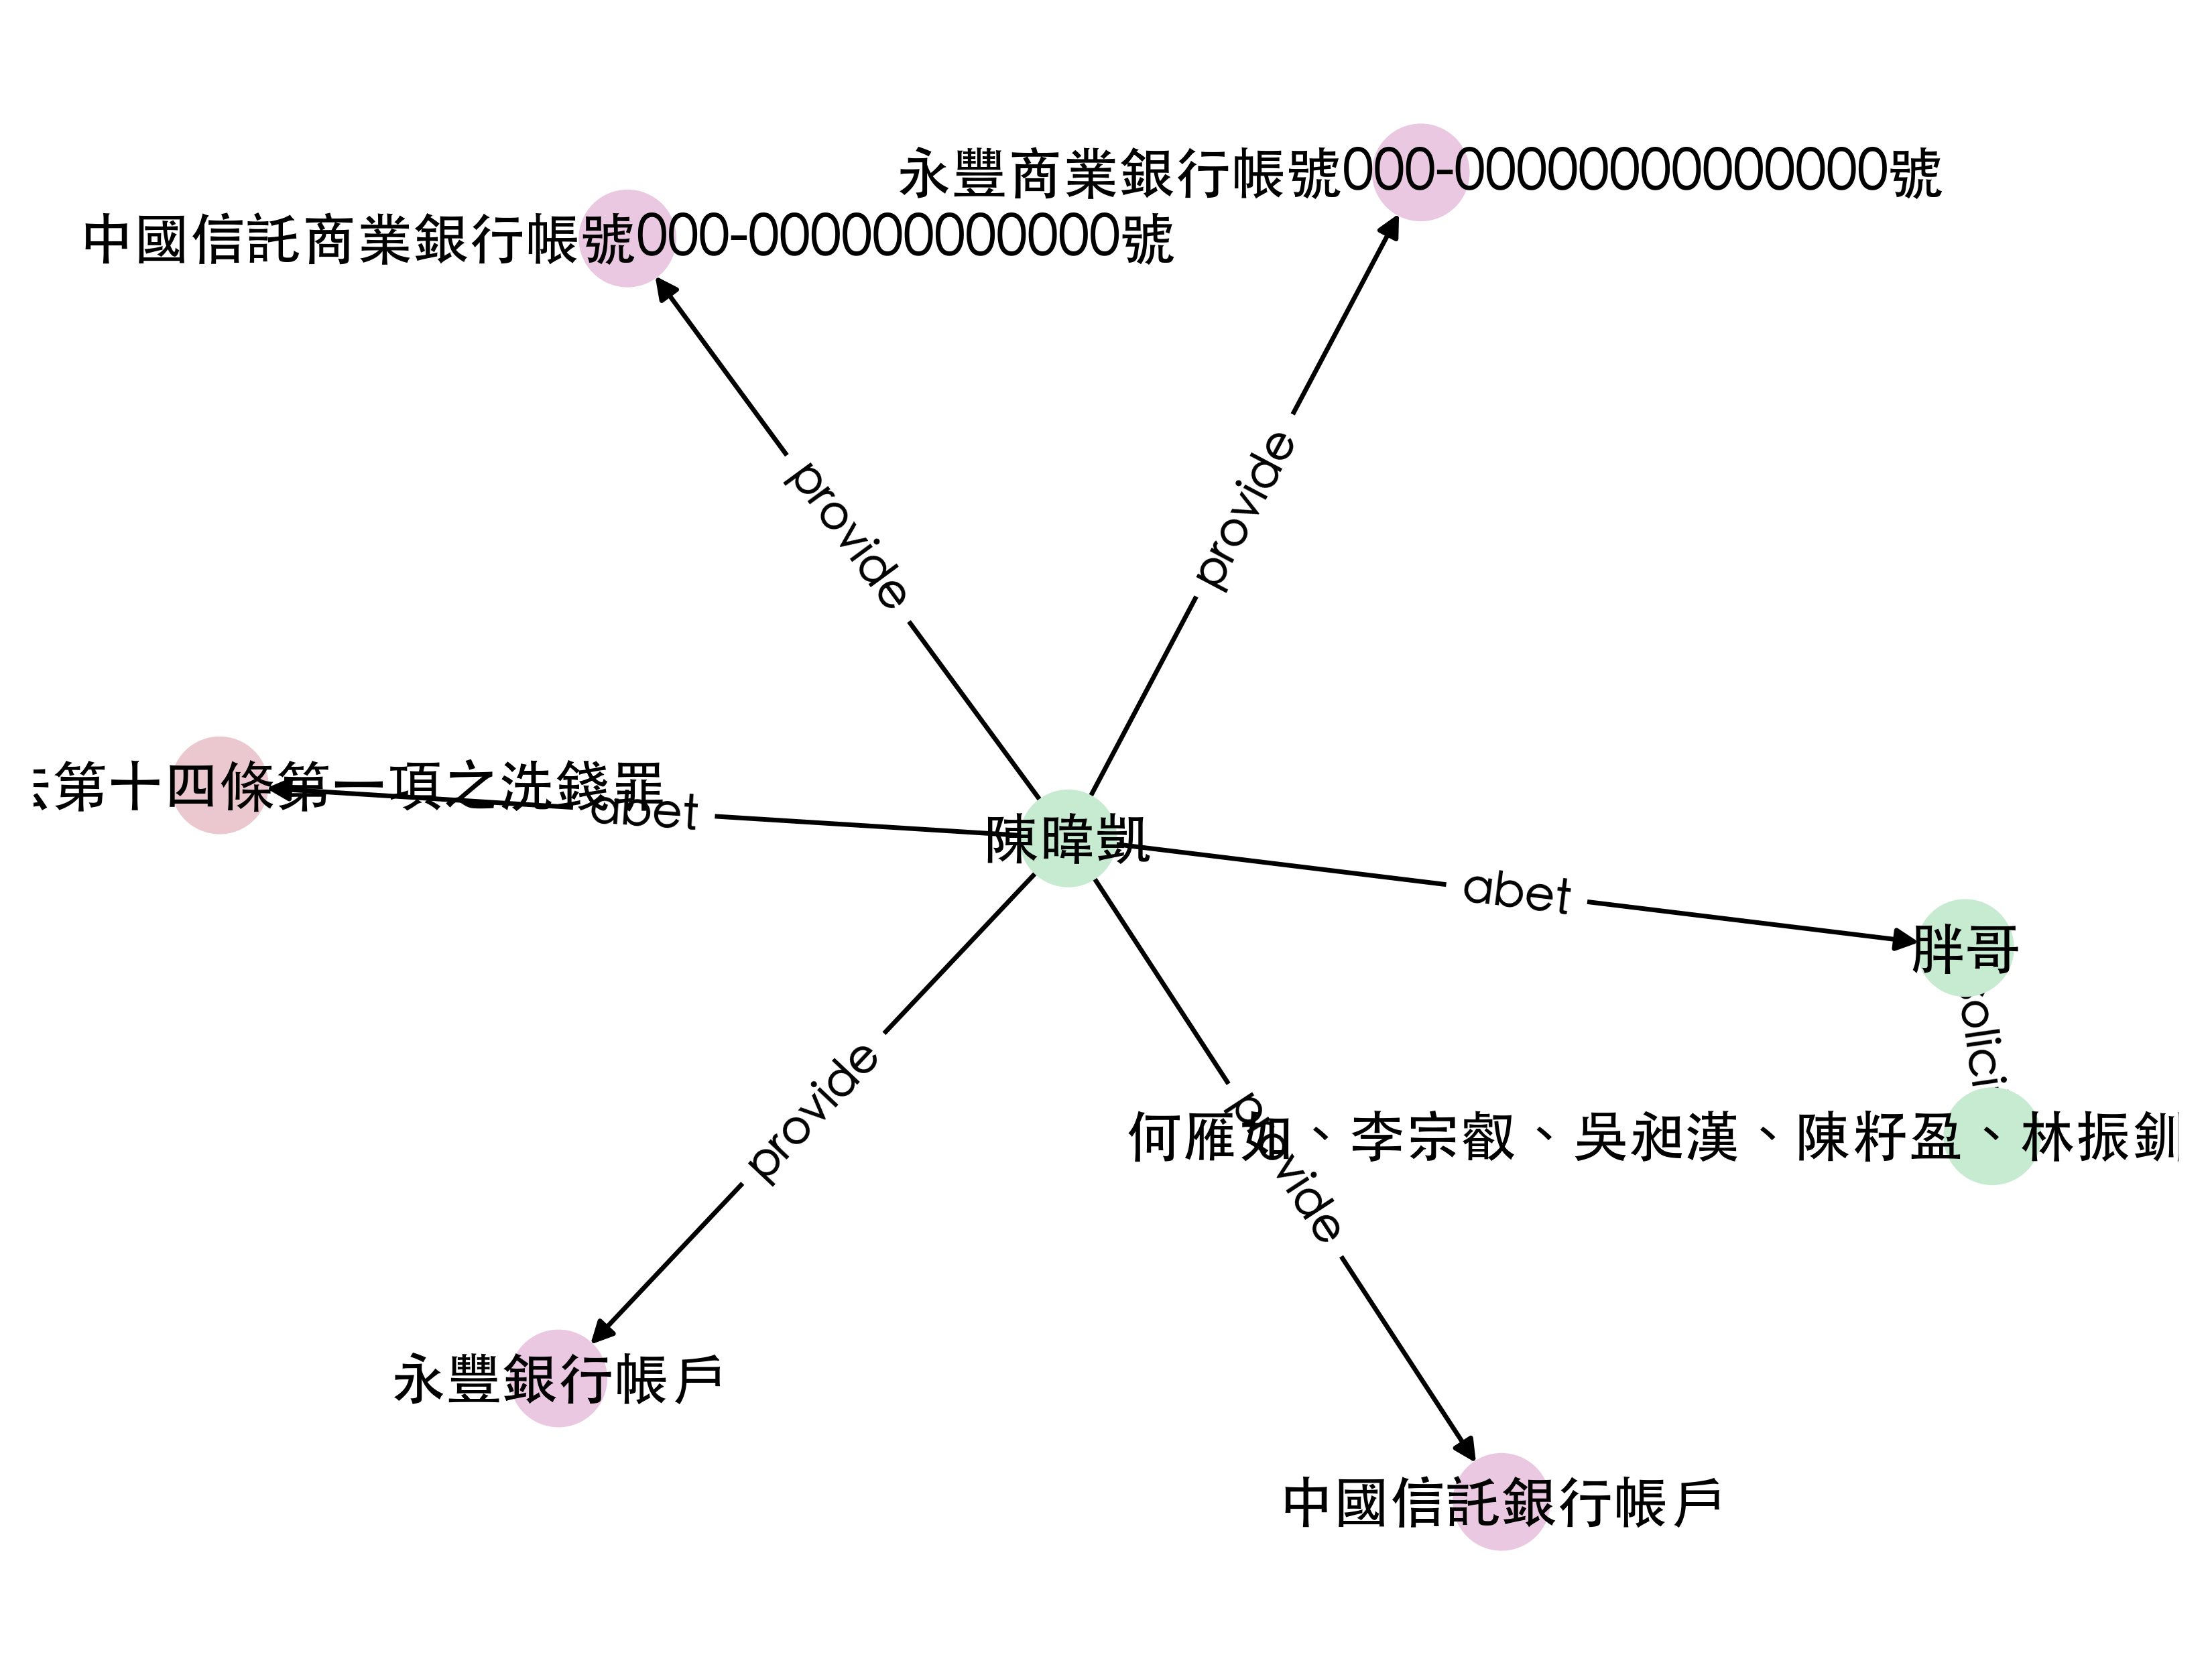 永豐商業銀行帳號000-00000000000000號
中國信託商業銀行帳號000-000000000000號
provide
provide
第十四條第一項之洗錢罪
abet
陳暐凱
abet
胖哥
olici
何雁如、李宗叡、吳昶漢、陳籽盈、林振釧
provide
provide
永豐銀行帳戶
中國信託銀行帳戶